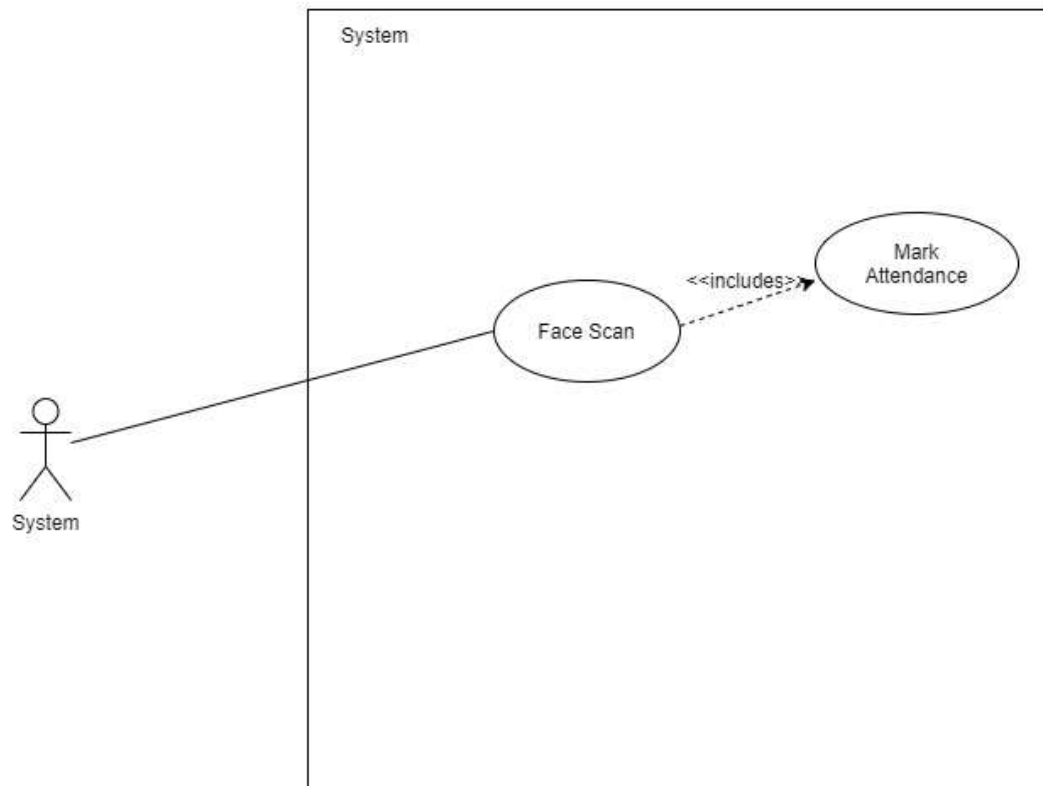 System
Mark
Attendance
<<includes>>
Face Scan
System